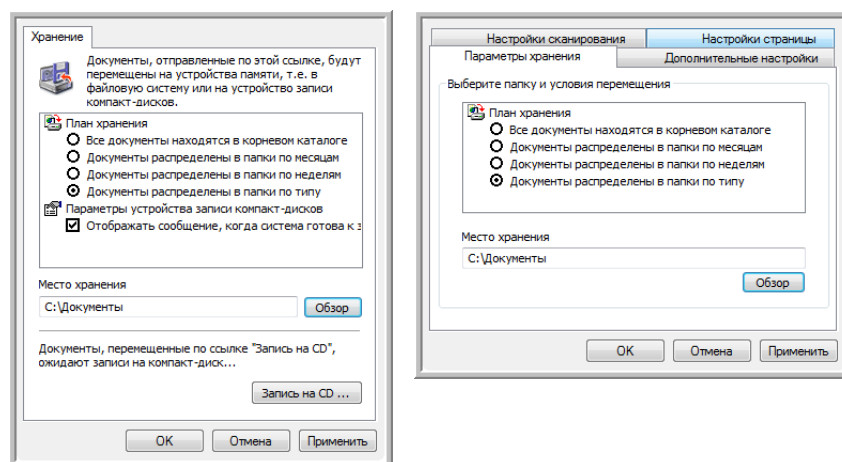 Хранение
Документы, отправленные по этой ссылке, будут
перемещены на устройства памяти, т.е. в
файловую систему или на устройство записи
компакт-дисков.
План хранения
Все документы находятся в корневом каталоге
Документы распределены в папки по месяцам
Документы распределены в папки по неделям
Документы распределены в папки по типу
Параметры устройства записи компакт-дисков
Отображать сообщение, когда система готова к з
Место хранения
C:\Документы
Обзор
Документы, перемещенные по ссылке "Запись на CD",
ожидают записи на компакт-диск...
Запись на CD ...
OK Отмена Применить
Настройки сканирования Настройки страницы
Параметры хранения Дополнительные настройки
Выберите папку и условия перемещения
План хранения
Все документы находятся в корневом каталоге
Документы распределены в папки по месяцам
Документы распределены в папки по неделям
Документы распределены в папки по типу
Место хранения
C:\Документы
Обзор
OK Отмена Применить